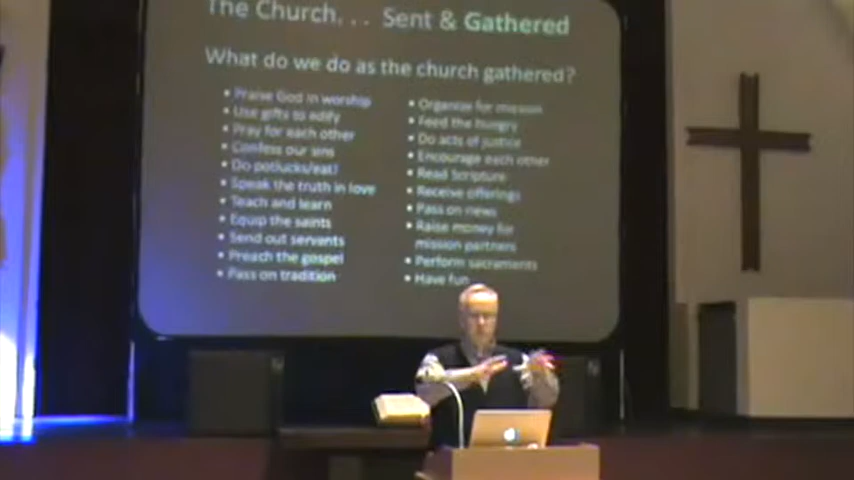 The Church. . . Sent & Gathered
What do we do as the church gathered?
• Praise God in worship
• Use gifts to edify
• Pray for each other
• Confess our sins
• Do potlucks/eat!
• Speak the truth in love
• Teach and learn
• Equip the saints
• Send out servants
• Preach the gospel
• Pass on tradition
• Organize for mission
• Feed the hungry
• Do acts of justice
• Encourage each other
• Read Scripture
• Receive offerings
• Pass on news
• Raise money for
mission partners
• Perform sacraments
• Have fun